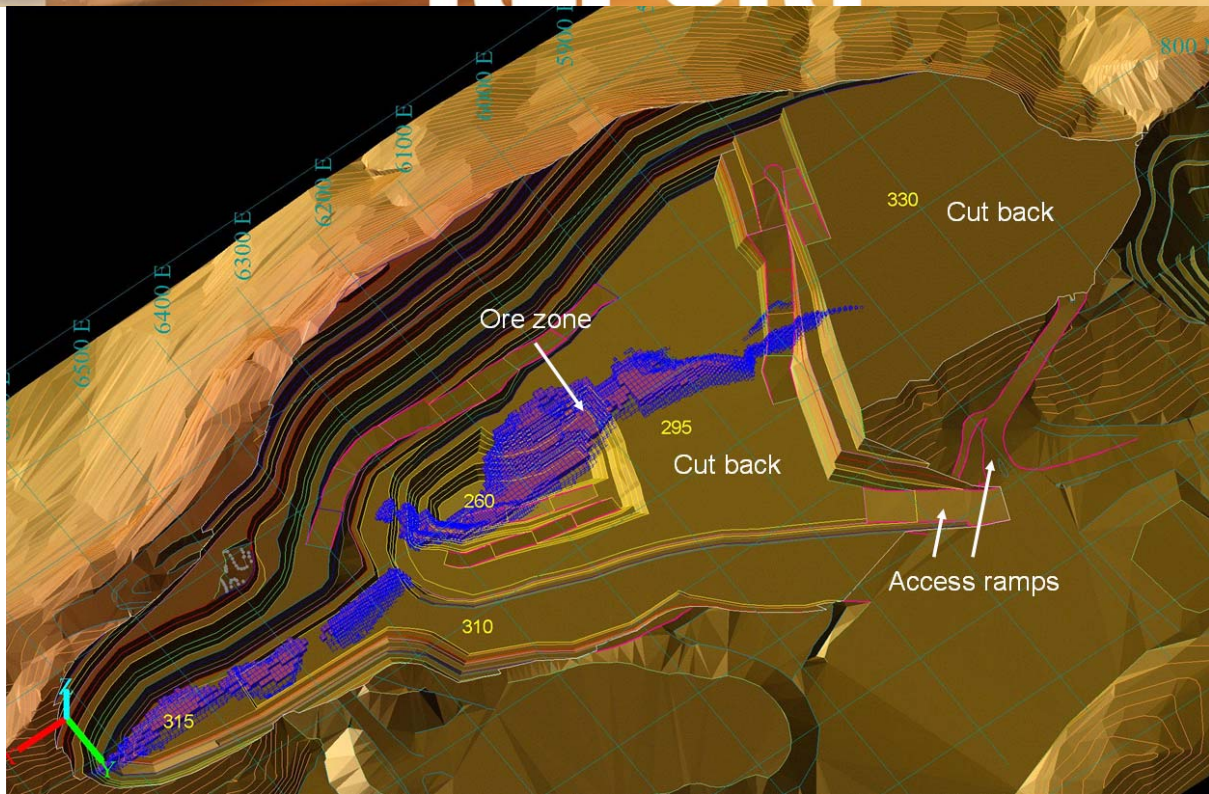 5900 E
6000 E
6100 E
6200 E
6300 E
6400 E
6500 E
800 N
330
Cut back
Ore zone
295
Cut back
260
Access ramps
310
315
Z
Y